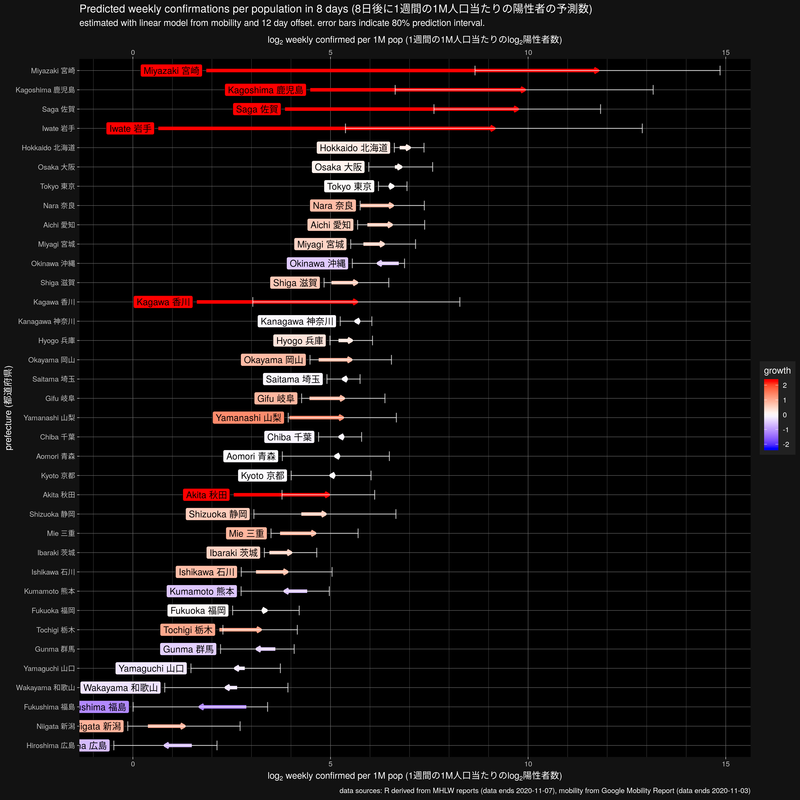 Predicted weekly confirmations per population in 8 days (8日後に1週間の1M人口当たりの陽性者の予測数)
estimated with linear model from mobility and 12 day offset. error bars indicate 80% prediction interval.
log₂ weekly confirmed per 1M pop (1週間の1M人口当たりのlog₂陽性者数)
0 5 10 15
Miyazaki 宮崎 Miyazaki 宮崎
Kagoshima 鹿児島 Kagoshima 鹿児島
Saga 佐賀 Saga 佐賀
Iwate 岩手 Iwate 岩手
Hokkaido 北海道 Hokkaido 北海道
Osaka 大阪 Osaka 大阪
Tokyo 東京 Tokyo 東京
Nara 奈良 Nara 奈良
Aichi 愛知 Aichi 愛知
Miyagi 宮城 Miyagi 宮城
Okinawa 沖縄 Okinawa 沖縄
Shiga 滋賀 Shiga 滋賀
Kagawa 香川 Kagawa 香川
Kanagawa 神奈川 Kanagawa 神奈川
Hyogo 兵庫 Hyogo 兵庫
Okayama 岡山 Okayama 岡山
Saitama 埼玉 Saitama 埼玉
Gifu 岐阜 Gifu 岐阜
Yamanashi 山梨 Yamanashi 山梨
Chiba 千葉 Chiba 千葉
Aomori 青森 Aomori 青森
Kyoto 京都 Kyoto 京都
Akita 秋田 Akita 秋田
Shizuoka 静岡 Shizuoka 静岡
Mie 三重 Mie 三重
Ibaraki 茨城 Ibaraki 茨城
Ishikawa 石川 Ishikawa 石川
Kumamoto 熊本 Kumamoto 熊本
Fukuoka 福岡 Fukuoka 福岡
Tochigi 栃木 Tochigi 栃木
Gunma 群馬 Gunma 群馬
Yamaguchi 山口 Yamaguchi 山口
Wakayama 和歌山 Wakayama 和歌山
Fukushima 福島 shima 福島
Niigata 新潟 igata 新潟
Hiroshima 広島 na 広島
0 5 10 15
log₂ weekly confirmed per 1M pop (1週間の1M人口当たりのlog₂陽性者数)
prefecture (都道府県)
growth
2
1
0
-1
-2
data sources: R derived from MHLW reports (data ends 2020-11-07), mobility from Google Mobility Report (data ends 2020-11-03)